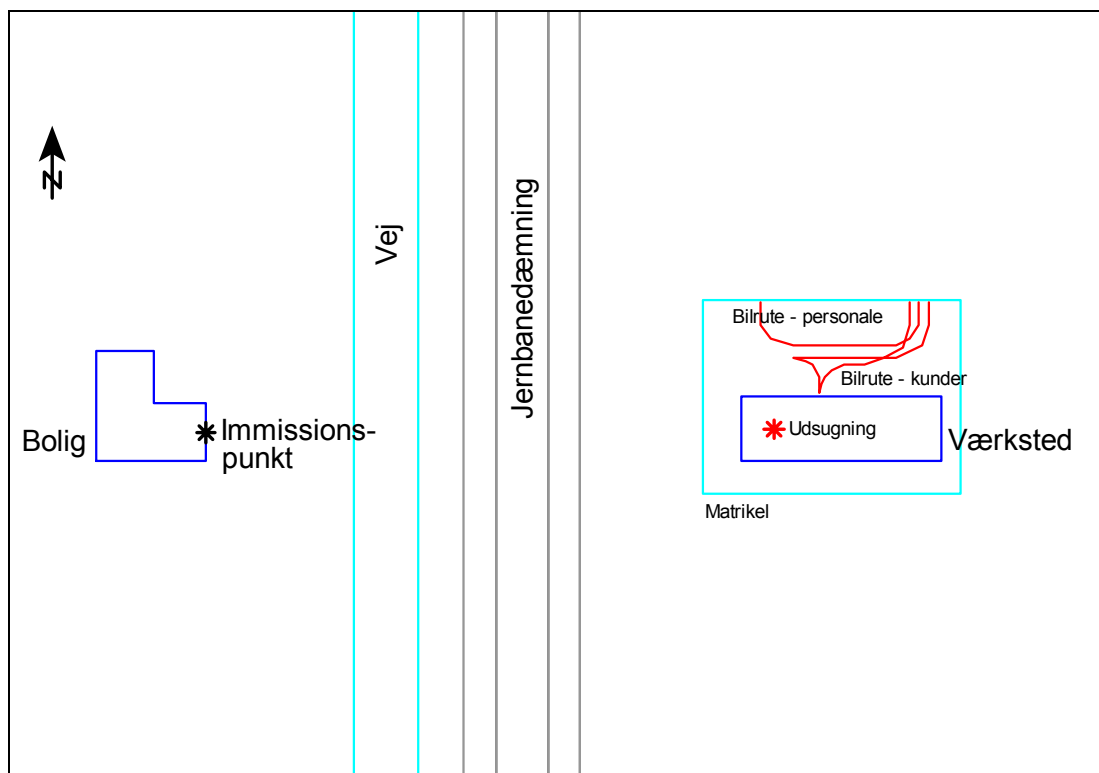 N
Vej
Jernbanedæmning
Bilrute - personale
Bilrute - kunder
Bolig
Immissions-
punkt
Udsugning
Værksted
Matrikel